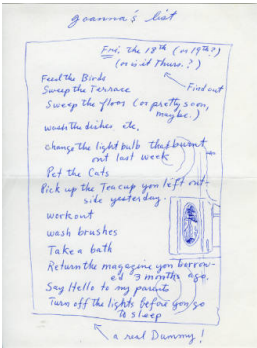 Joanna's list
Fri. the 18th (or 19th?)
(or is it Thurs.?)
Find out
Feed the Birds
Sweep the Terrace
Sweep the floor (or pretty soon,
maybe.)
wash the dishes etc,
change the light bulb that burnt
out last week
Pet the Cats
Pick up the Teacup you left out-
side yesterday.
workout
wash brushes
Take a bath
Return the magazine you borrow-
ed 3 months ago.
Say Hello to my parents
Turn off the lights before you go
to sleep
a real Dummy!